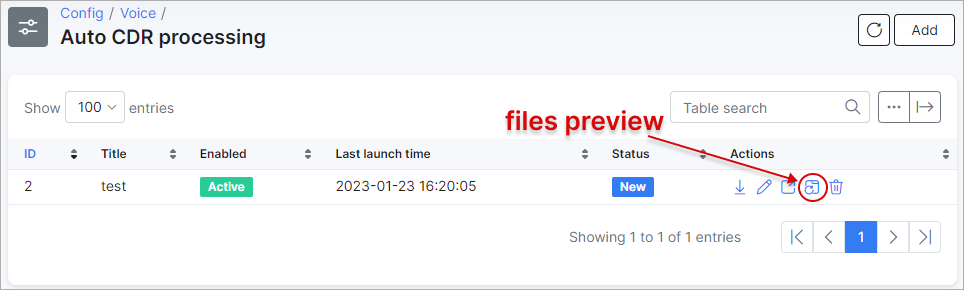 Config / Voice /
Auto CDR processing
Add
Show 100 entries
Table search
files preview
ID Title Enabled Last launch time Status Actions
2 test Active 2023-01-23 16:20:05 New
Showing 1 to 1 of 1 entries
1